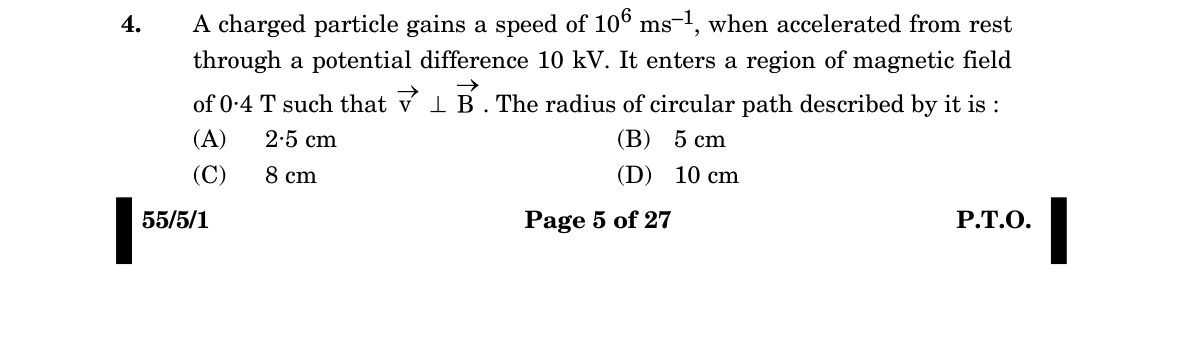 4. A charged particle gains a speed of 10⁶ ms⁻¹, when accelerated from rest
through a potential difference 10 kV. It enters a region of magnetic field
of 0·4 T such that v⃗ ⊥ B⃗ . The radius of circular path described by it is :
(A) 2·5 cm (B) 5 cm
(C) 8 cm (D) 10 cm
55/5/1 Page 5 of 27 P.T.O.